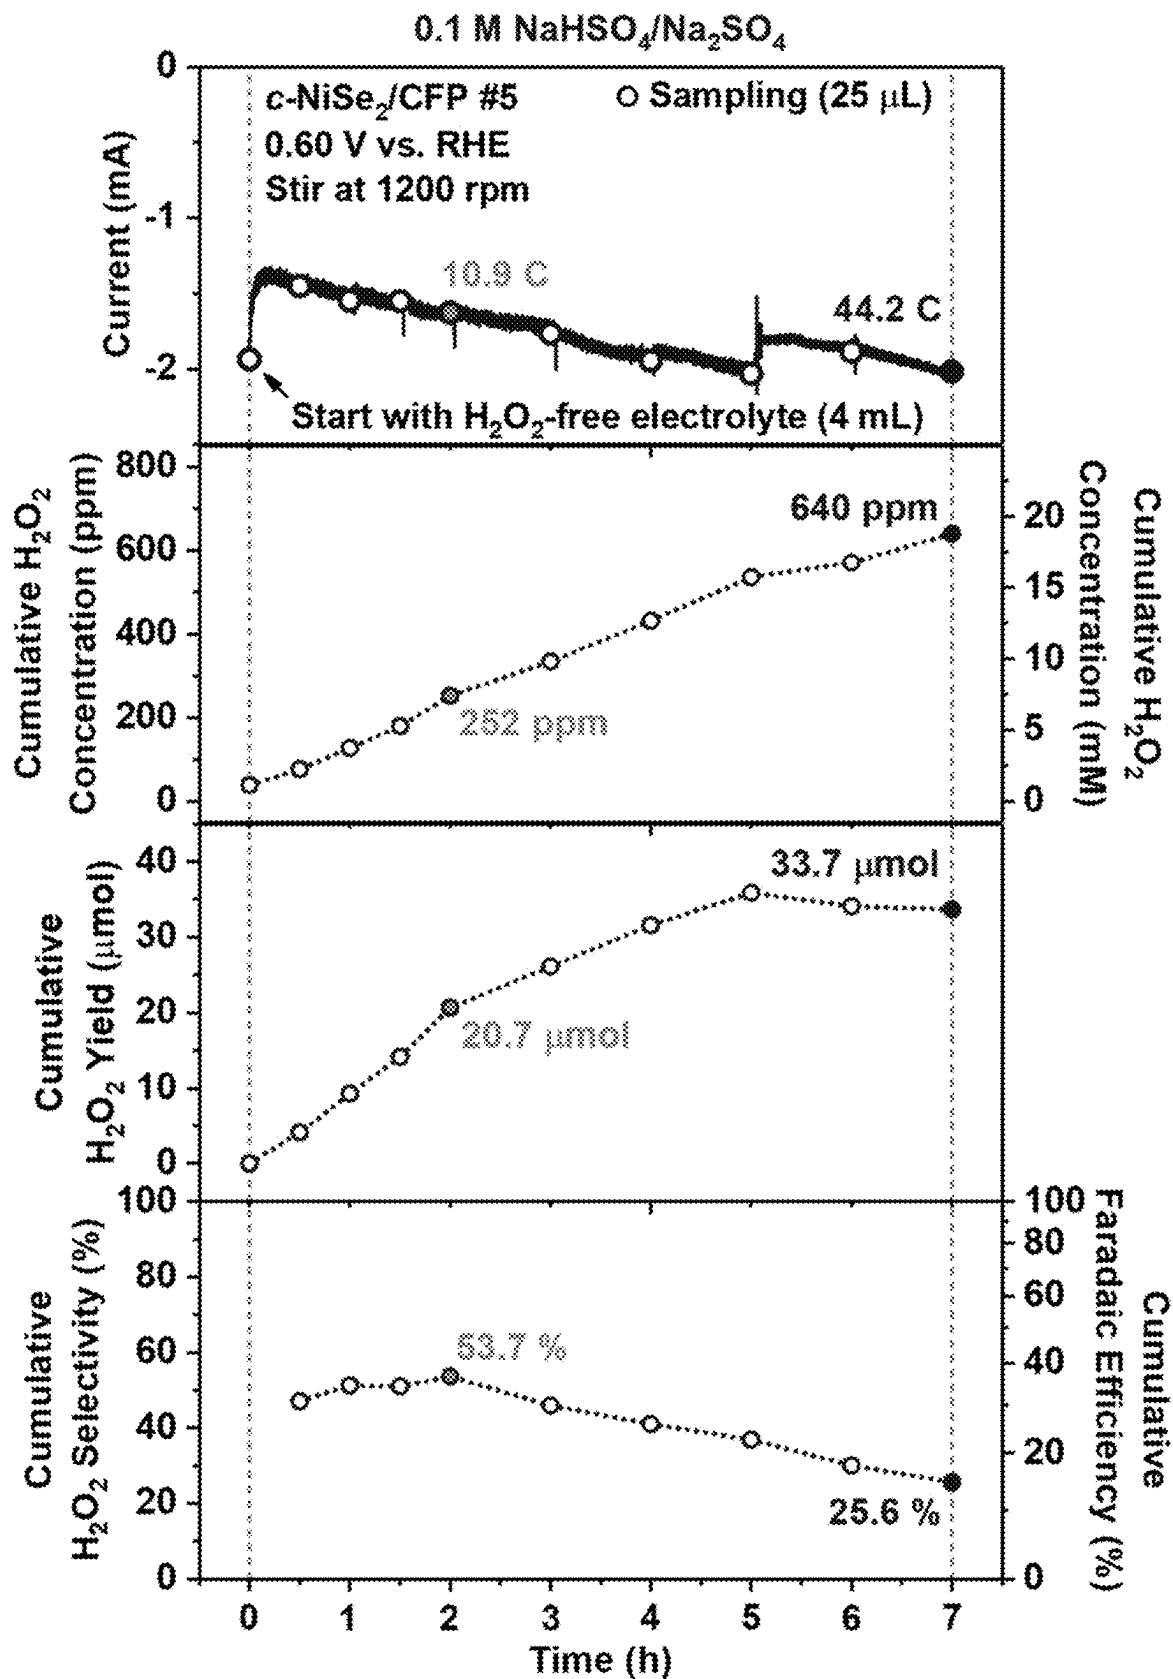 0.1 M NaHSO₄/Na₂SO₄
0
-1
-2
Current (mA)
c-NiSe₂/CFP #5
0.60 V vs. RHE
Stir at 1200 rpm
Sampling (25 μL)
10.9 C
44.2 C
Start with H₂O₂-free electrolyte (4 mL)
Cumulative H₂O₂
Concentration (ppm)
800
600
400
200
0
640 ppm
252 ppm
20
15
10
5
0
Cumulative H₂O₂
Concentration (mM)
Cumulative
H₂O₂ Yield (μmol)
40
30
20
10
0
33.7 μmol
20.7 μmol
Cumulative
H₂O₂ Selectivity (%)
100
80
60
40
20
0
53.7 %
25.6 %
100
80
60
40
20
0
Cumulative
Faradaic Efficiency (%)
0 1 2 3 4 5 6 7
Time (h)